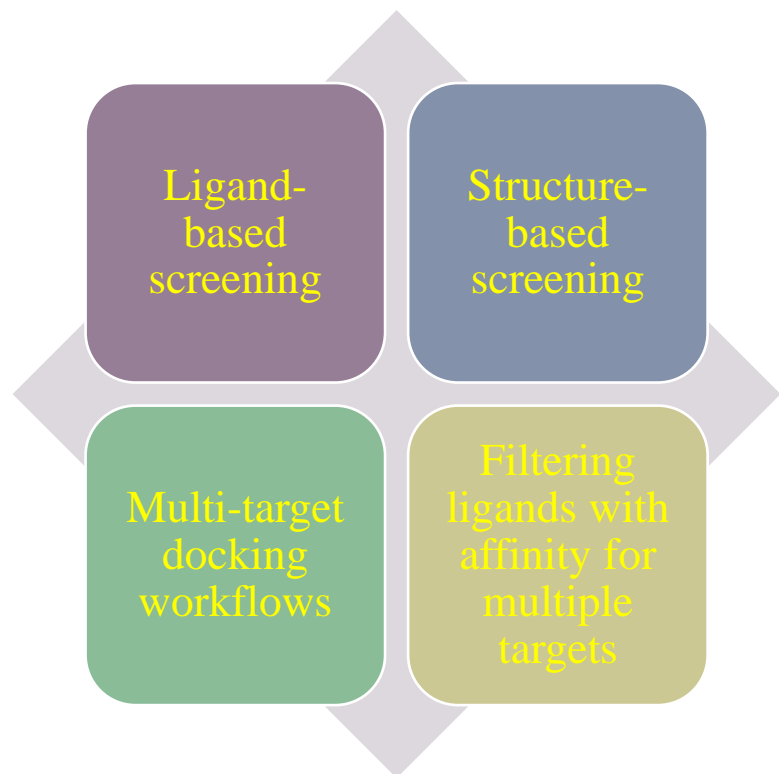 Ligand-
based
screening
Structure-
based
screening
Multi-target
docking
workflows
Filtering
ligands with
affinity for
multiple
targets